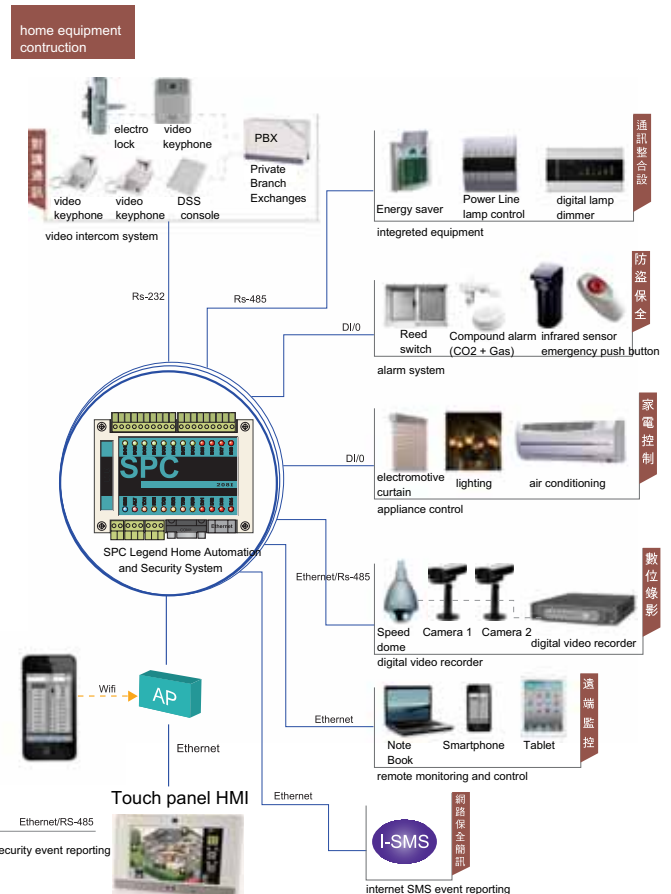 home equipment
contruction
對講通訊
electro
lock
video
keyphone
PBX
Private
Branch
Exchanges
video
keyphone
video
keyphone
DSS
console
video intercom system
通訊整合設
Energy saver
Power Line
lamp control
digital lamp
dimmer
integreted equipment
Rs-232
Rs-485
防盜保全
DI/0
Reed
switch
Compound alarm
(CO2 + Gas)
infrared sensor
emergency push button
alarm system
家電控制
DI/0
electromotive
curtain
lighting
air conditioning
appliance control
SPC
Ethernet
SPC Legend Home Automation
and Security System
數位錄影
Ethernet/Rs-485
Speed
dome
Camera 1
Camera 2
digital video recorder
digital video recorder
遠端監控
Ethernet
Note
Book
Smartphone
Tablet
remote monitoring and control
Wifi
AP
Ethernet
Touch panel HMI
Ethernet/RS-485
ecurity event reporting
Ethernet
網路保全簡訊
I-SMS
internet SMS event reporting